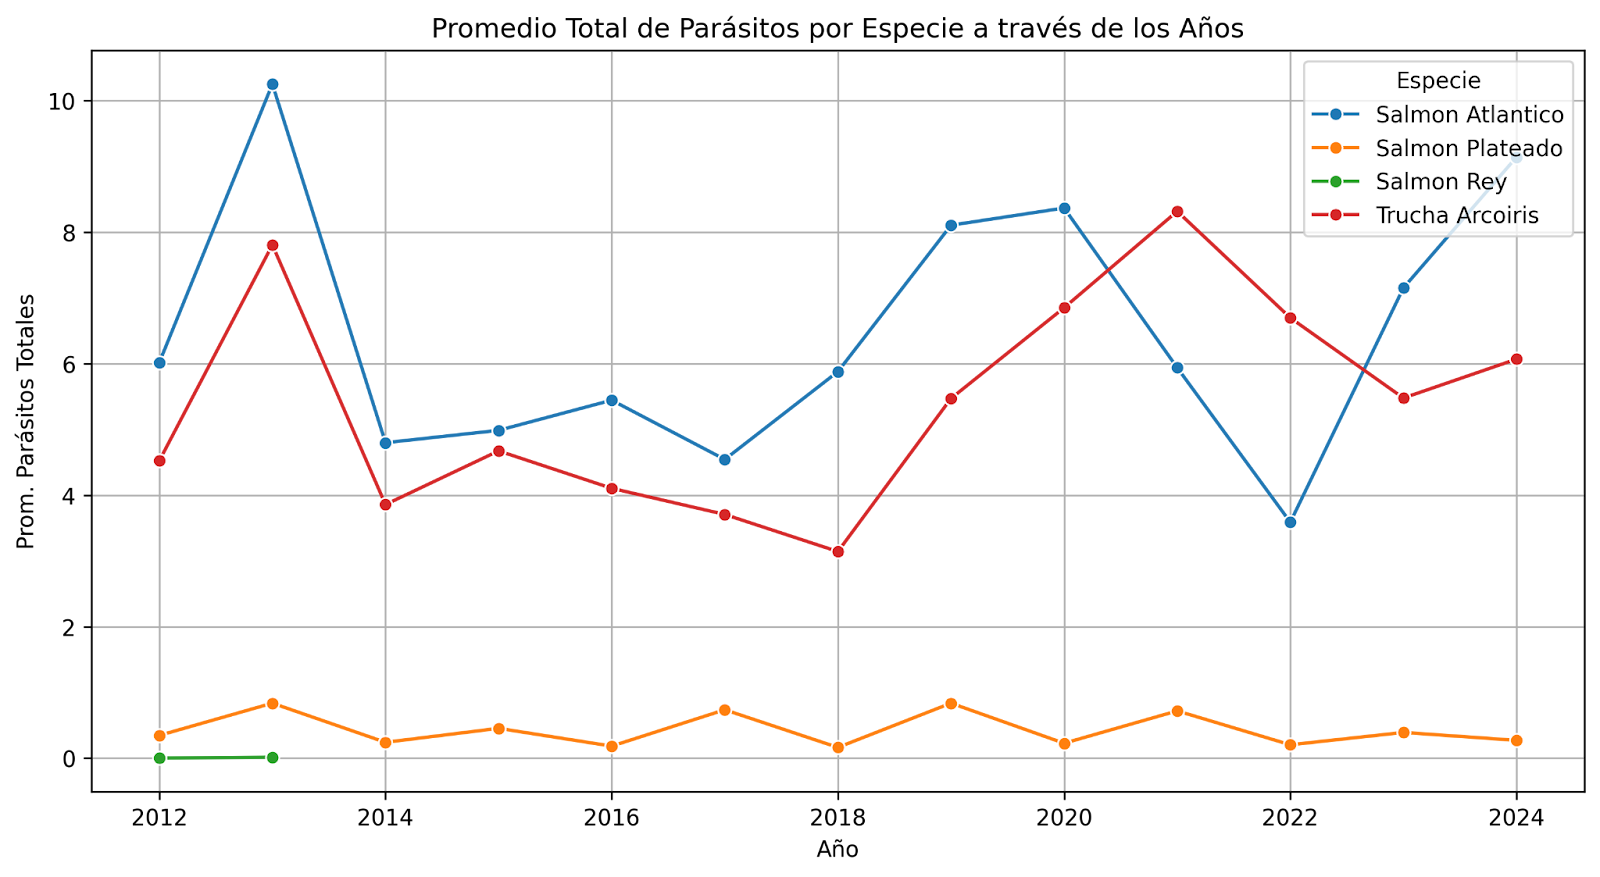 Promedio Total de Parásitos por Especie a través de los Años
Prom. Parásitos Totales
10
8
6
4
2
0
Especie
Salmon Atlantico
Salmon Plateado
Salmon Rey
Trucha Arcoiris
2012 2014 2016 2018 2020 2022 2024
Año